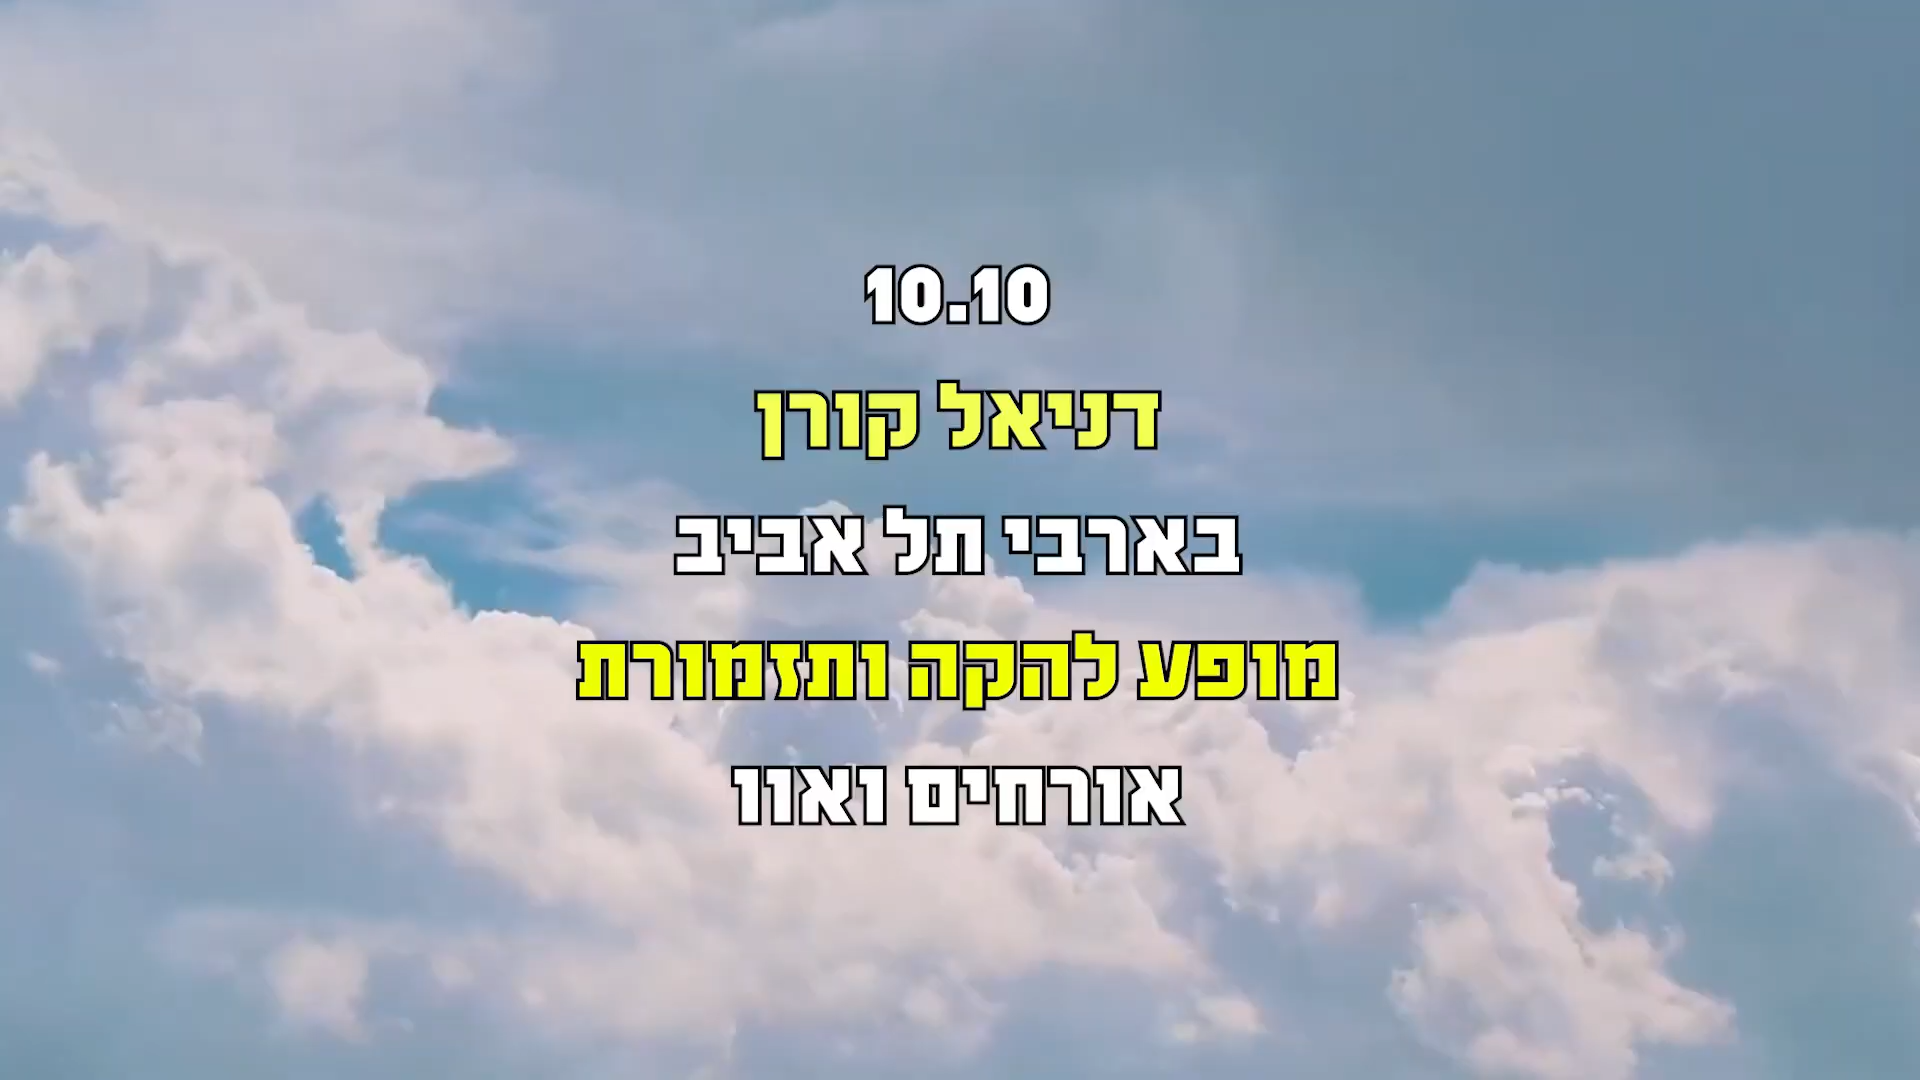 10.10
דניאל קורן
בארבי תל אביב
מופע להקה ותזמורת
אורחים ואוו